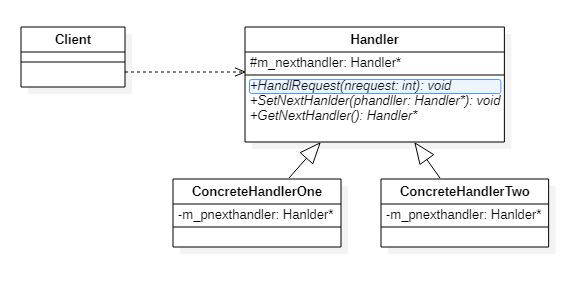 Client
Handler
#m_nexthandler: Handler*
+HandlRequest(nrequest: int): void
+SetNextHanlder(phandller: Handler*): void
+GetNextHandler(): Handler*
ConcreteHandlerOne
-m_pnexthandler: Hanlder*
ConcreteHandlerTwo
-m_pnexthandler: Hanlder*